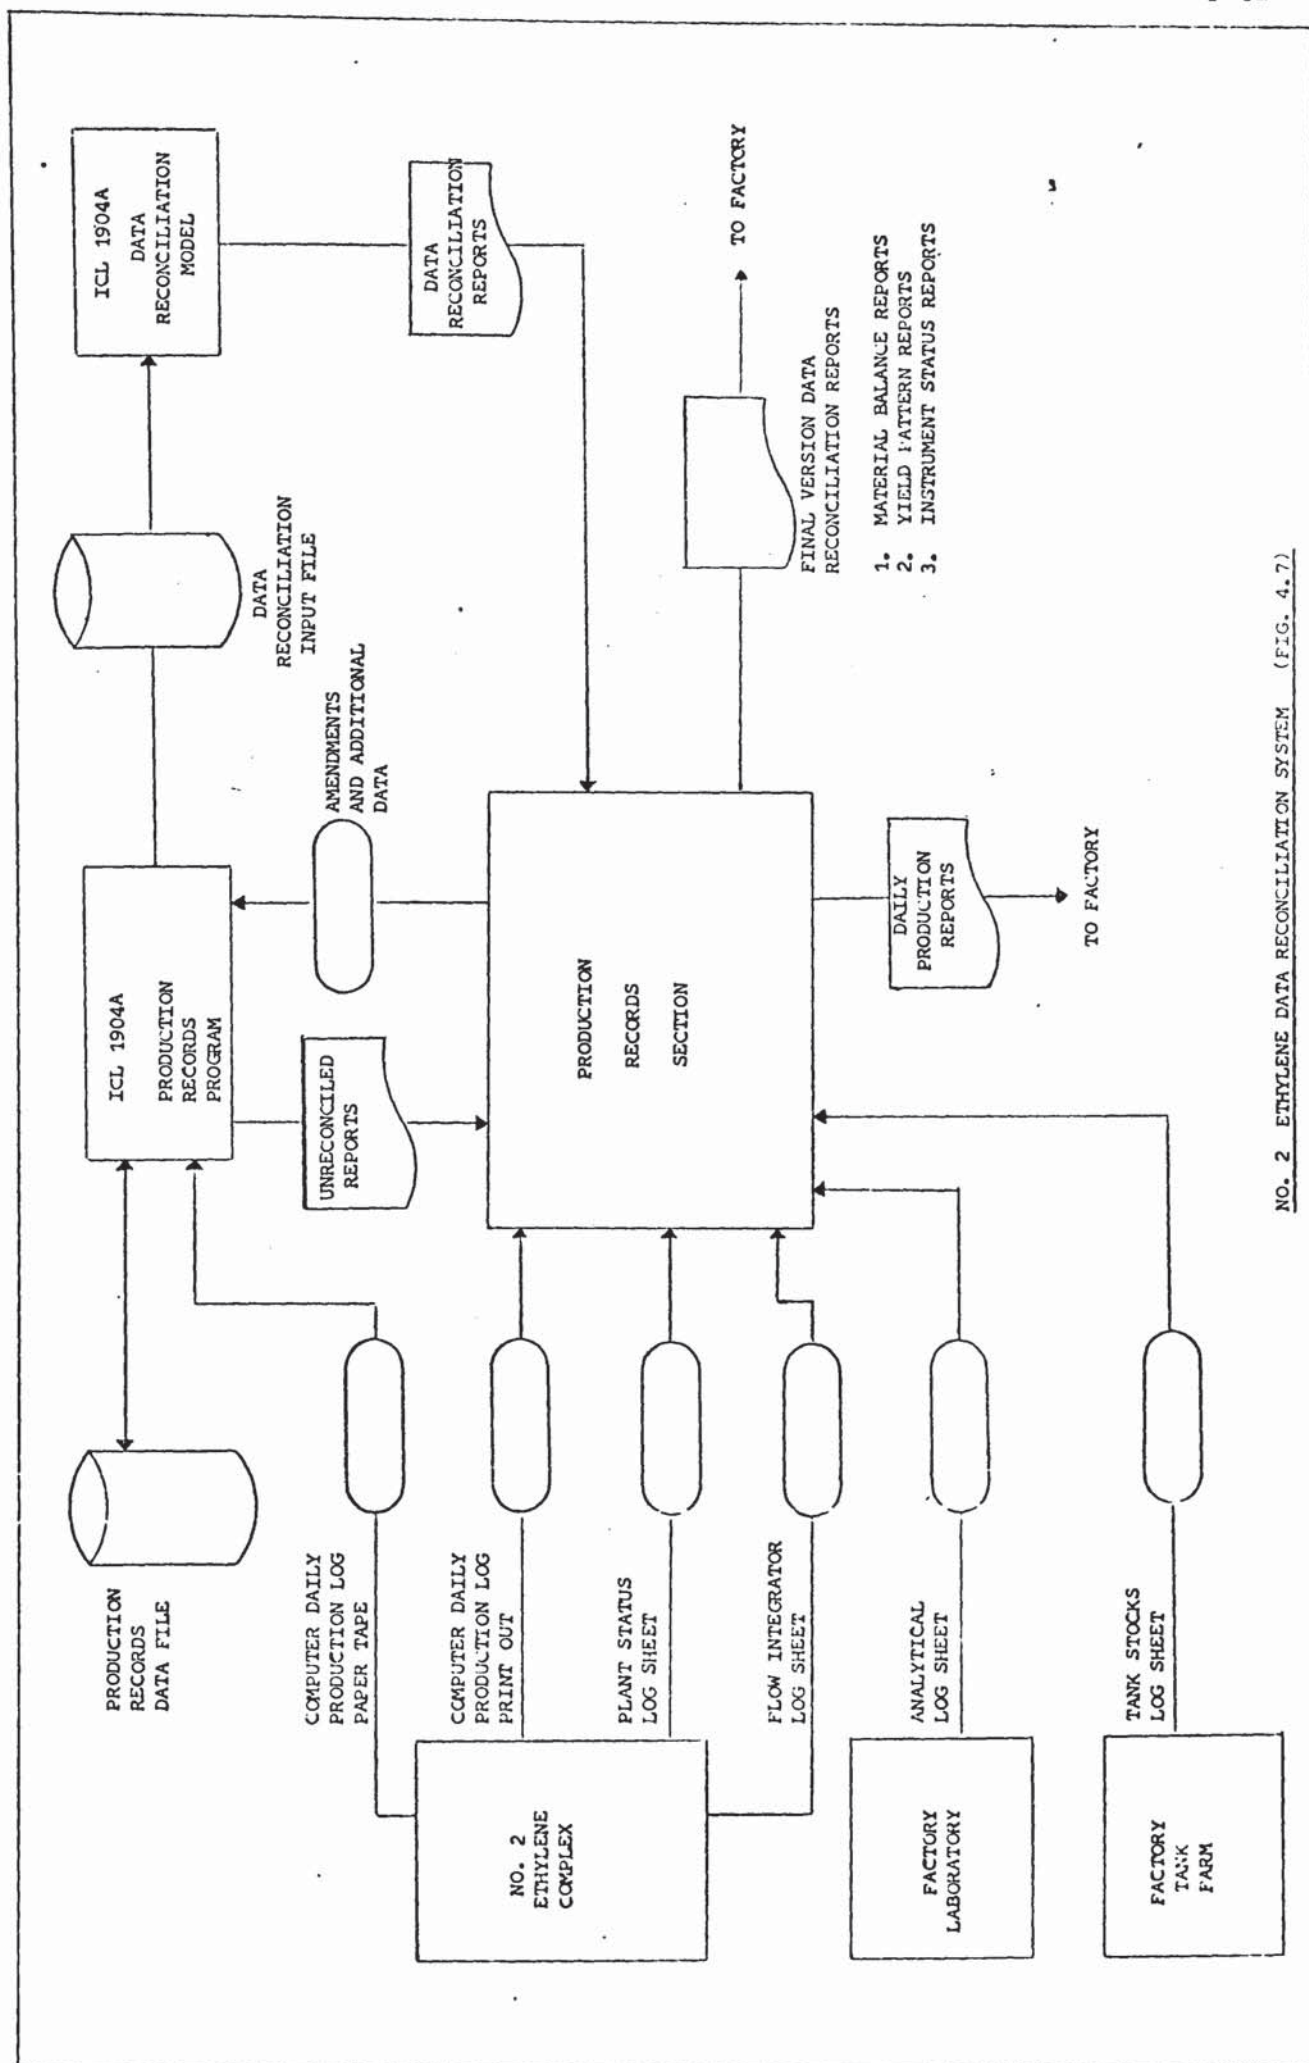 ICL 1904A
DATA
RECONCILIATION
MODEL
DATA
RECONCILIATION
REPORTS
TO FACTORY
FINAL VERSION DATA
RECONCILIATION REPORTS
1. MATERIAL BALANCE REPORTS
2. YIELD PATTERN REPORTS
3. INSTRUMENT STATUS REPORTS
DATA
RECONCILIATION
INPUT FILE
AMENDMENTS
AND ADDITIONAL
DATA
ICL 1904A
PRODUCTION
RECORDS
PROGRAM
UNRECONCILED
REPORTS
PRODUCTION
RECORDS
SECTION
DAILY
PRODUCTION
REPORTS
TO FACTORY
PRODUCTION
RECORDS
DATA FILE
COMPUTER DAILY
PRODUCTION LOG
PAPER TAPE
COMPUTER DAILY
PRODUCTION LOG
PRINT OUT
PLANT STATUS
LOG SHEET
FLOW INTEGRATOR
LOG SHEET
ANALYTICAL
LOG SHEET
TANK STOCKS
LOG SHEET
NO. 2
ETHYLENE
COMPLEX
FACTORY
LABORATORY
FACTORY
TANK
FARM
NO. 2 ETHYLENE DATA RECONCILIATION SYSTEM (FIG. 4.7)